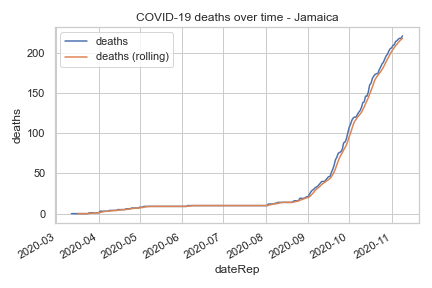 COVID-19 deaths over time - Jamaica
deaths
deaths (rolling)
200
150
100
50
0
deaths
2020-03
2020-04
2020-05
2020-06
2020-07
2020-08
2020-09
2020-10
2020-11
dateRep